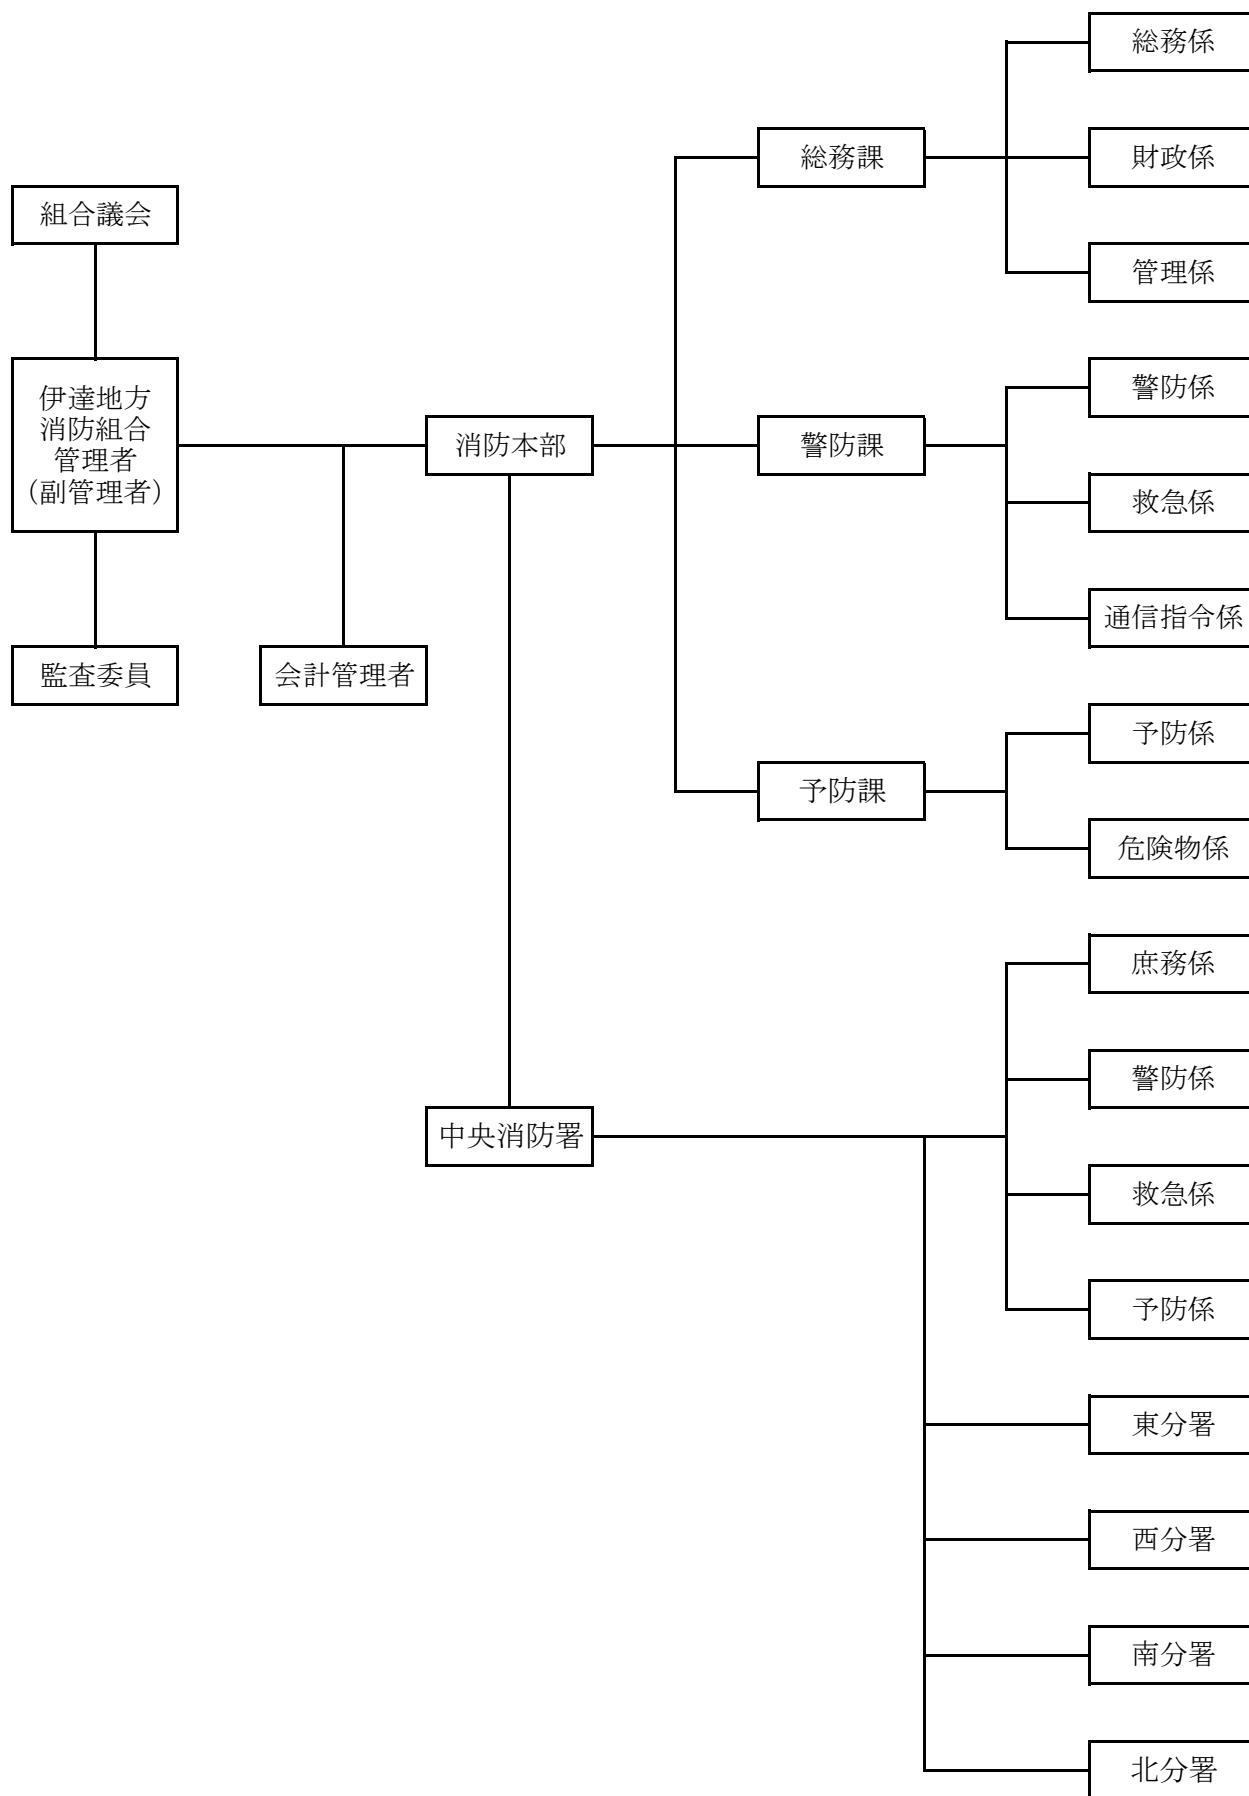 総務係
総務課
財政係
組合議会
管理係
伊達地方
消防組合
管理者
（副管理者）
警防係
消防本部
警防課
救急係
通信指令係
監査委員
会計管理者
予防係
予防課
危険物係
庶務係
警防係
中央消防署
救急係
予防係
東分署
西分署
南分署
北分署